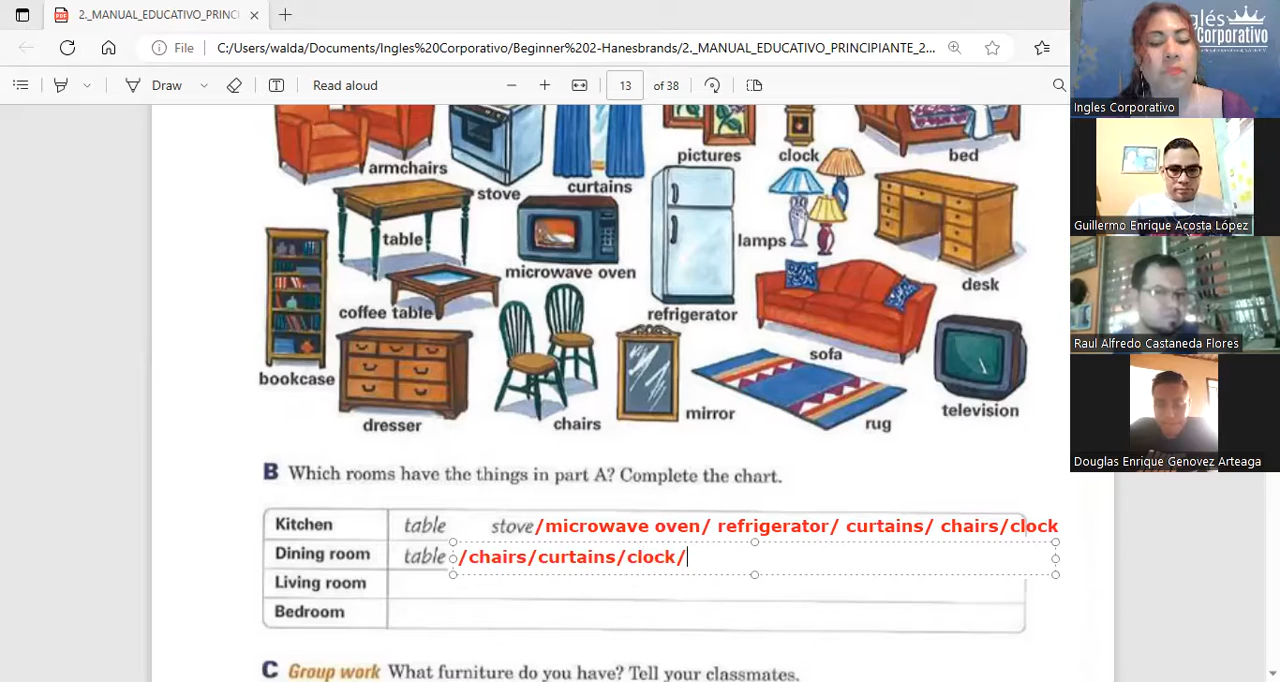 2._MANUAL_EDUCATIVO_PRINCI
File
C:/Users/walda/Documents/Ingles%20Corporativo/Beginner%202-Hanesbrands/2._MANUAL_EDUCATIVO_PRINCIPIANTE_2...
Draw
Read aloud
13 of 38
armchairs
stove
curtains
pictures
clock
bed
table
microwave oven
lamps
desk
coffee table
refrigerator
sofa
bookcase
dresser
chairs
mirror
rug
television
B Which rooms have the things in part A? Complete the chart.
Kitchen table stove/microwave oven/ refrigerator/ curtains/ chairs/clock
Dining room table /chairs/curtains/clock/
Living room
Bedroom
C Group work What furniture do you have? Tell your classmates.
Corporativo
Ingles Corporativo
Guillermo Enrique Acosta López
Raul Alfredo Castaneda Flores
Douglas Enrique Genovez Arteaga